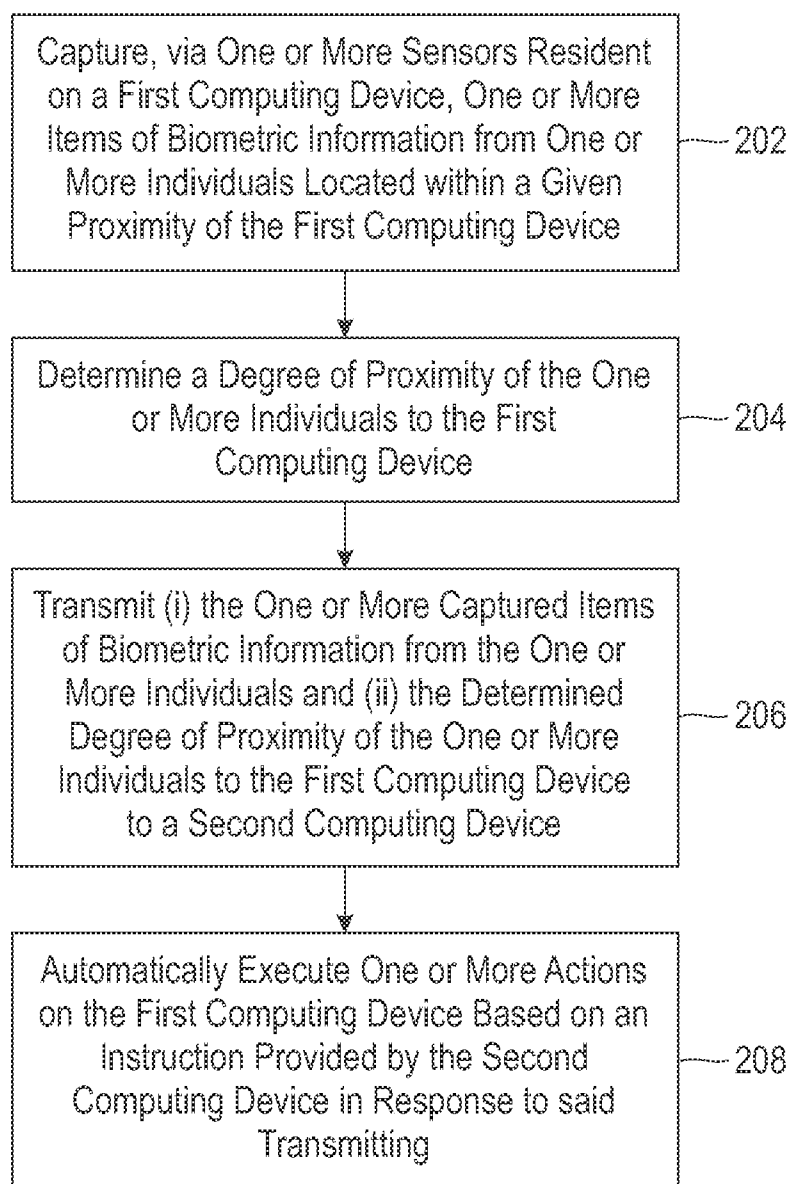 Capture, via One or More Sensors Resident
on a First Computing Device, One or More
Items of Biometric Information from One or
More Individuals Located within a Given
Proximity of the First Computing Device
202
Determine a Degree of Proximity of the One
or More Individuals to the First
Computing Device
204
Transmit (i) the One or More Captured Items
of Biometric Information from the One or
More Individuals and (ii) the Determined
Degree of Proximity of the One or More
Individuals to the First Computing Device
to a Second Computing Device
206
Automatically Execute One or More Actions
on the First Computing Device Based on an
Instruction Provided by the Second
Computing Device in Response to said
Transmitting
208